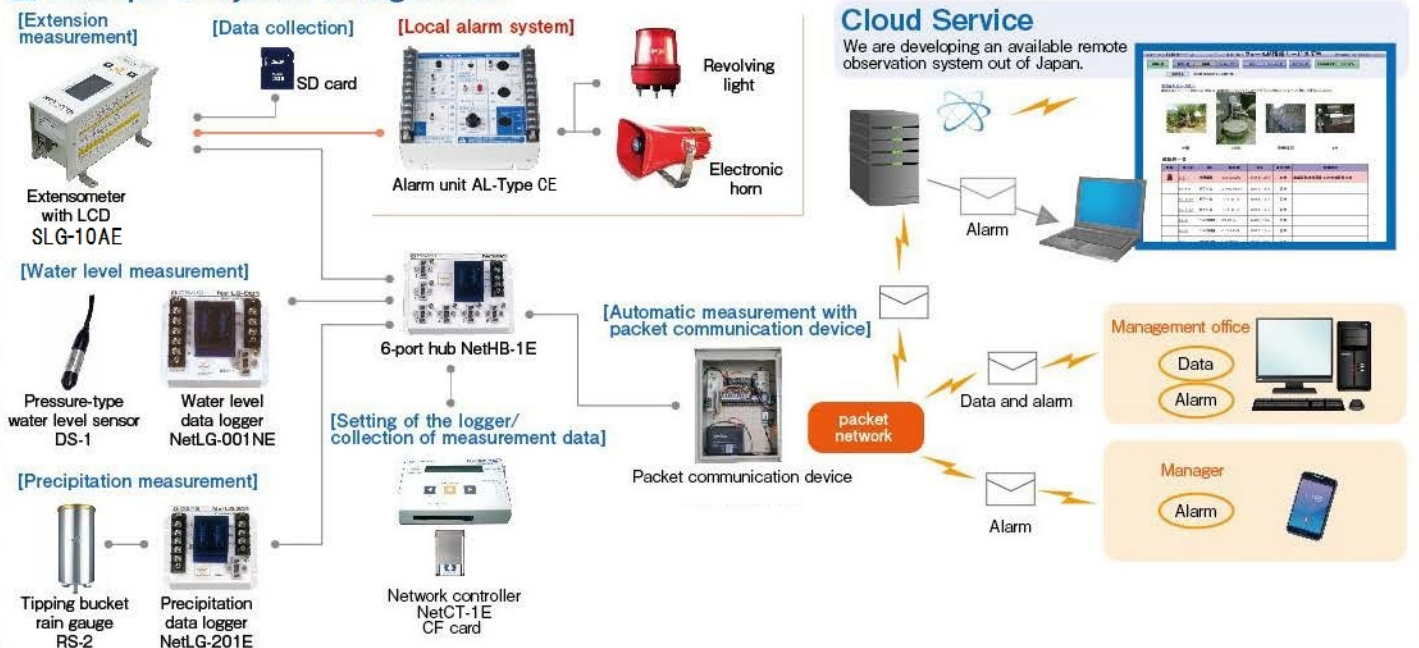 [Extension
measurement]
[Data collection]
[Local alarm system]
SD card
Revolving
light
Electronic
horn
Alarm unit AL-Type CE
Extensometer
with LCD
SLG-10AE
[Water level measurement]
6-port hub NetHB-1E
Pressure-type
water level sensor
DS-1
Water level
data logger
NetLG-001NE
[Setting of the logger/
collection of measurement data]
[Precipitation measurement]
Tipping bucket
rain gauge
RS-2
Precipitation
data logger
NetLG-201E
Network controller
NetCT-1E
CF card
[Automatic measurement with
packet communication device]
Packet communication device
Cloud Service
We are developing an available remote
observation system out of Japan.
Alarm
packet
network
Data and alarm
Management office
Data
Alarm
Alarm
Manager
Alarm